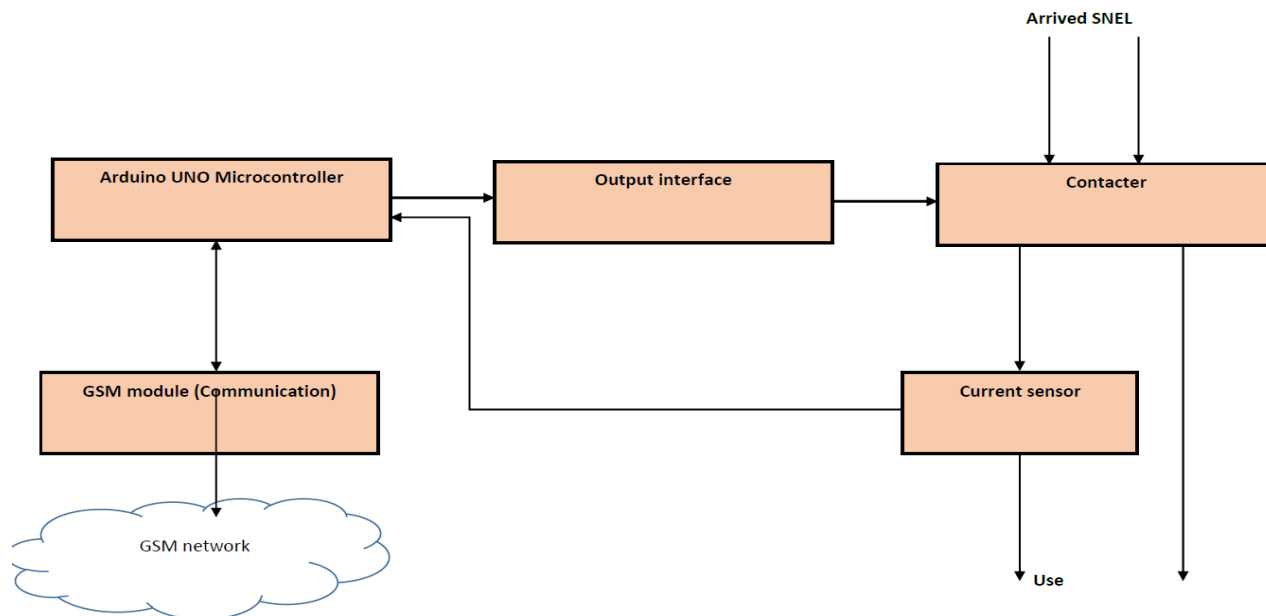 Arrived SNEL
Arduino UNO Microcontroller
Output interface
Contacter
GSM module (Communication)
Current sensor
GSM network
Use